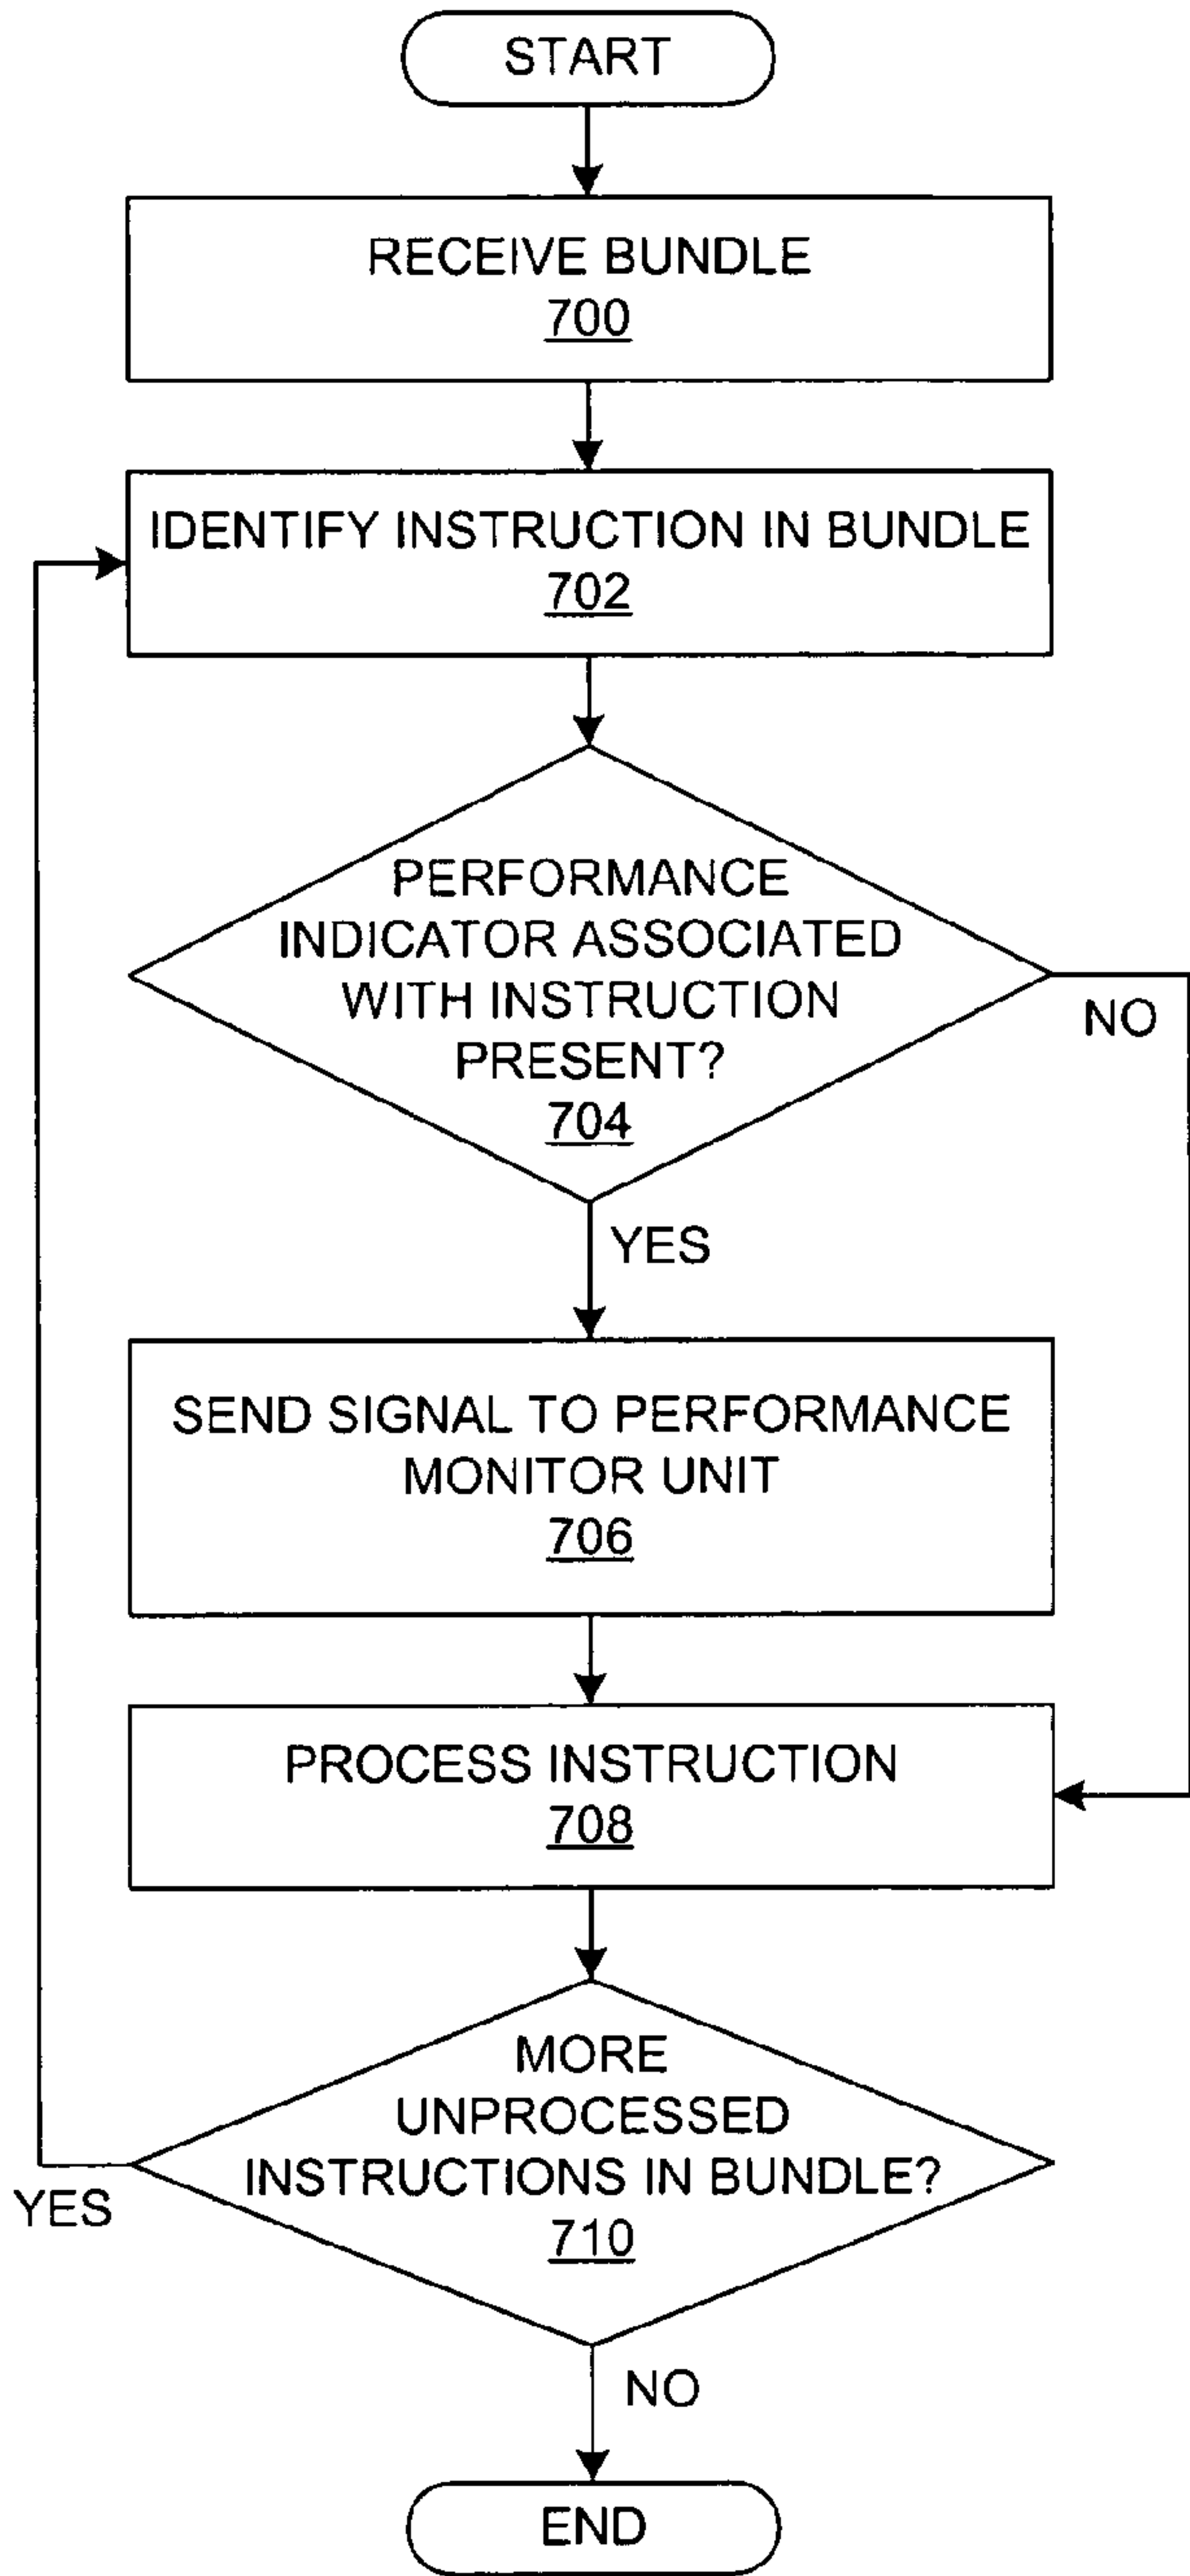 START
RECEIVE BUNDLE
700
IDENTIFY INSTRUCTION IN BUNDLE
702
PERFORMANCE
INDICATOR ASSOCIATED
WITH INSTRUCTION
PRESENT?
704
NO
YES
SEND SIGNAL TO PERFORMANCE
MONITOR UNIT
706
PROCESS INSTRUCTION
708
MORE
UNPROCESSED
INSTRUCTIONS IN BUNDLE?
710
YES
NO
END